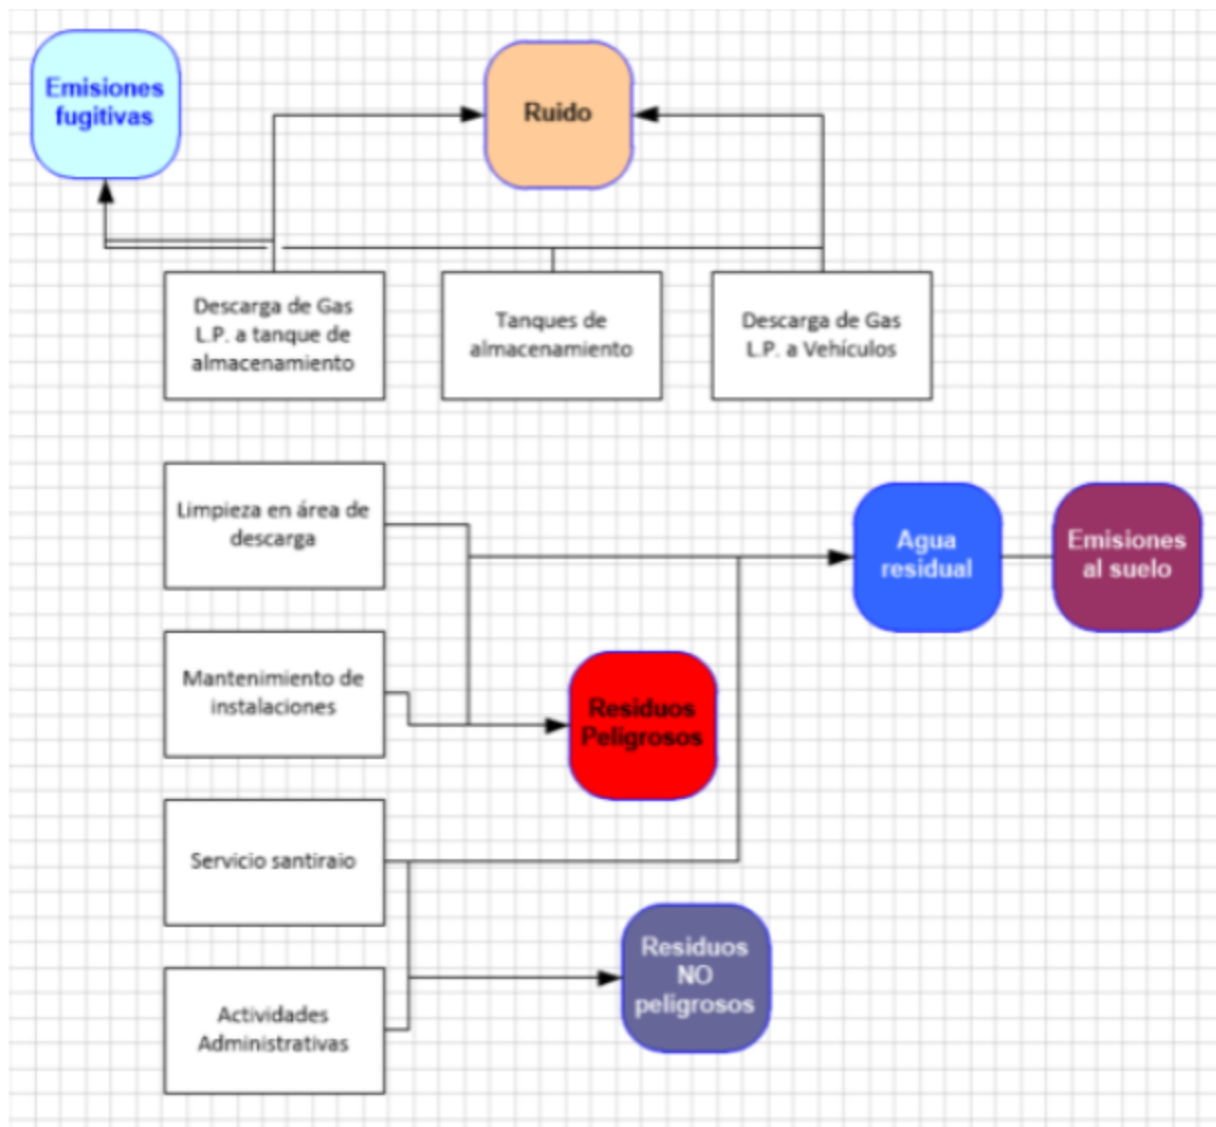 Emisiones
fugitivas
Ruido
Descarga de Gas
L.P. a tanque de
almacenamiento
Tanques de
almacenamiento
Descarga de Gas
L.P. a Vehículos
Limpieza en área de
descarga
Agua
residual
Emisiones
al suelo
Mantenimiento de
instalaciones
Residuos
Peligrosos
Servicio santiraio
Residuos
NO
peligrosos
Actividades
Administrativas